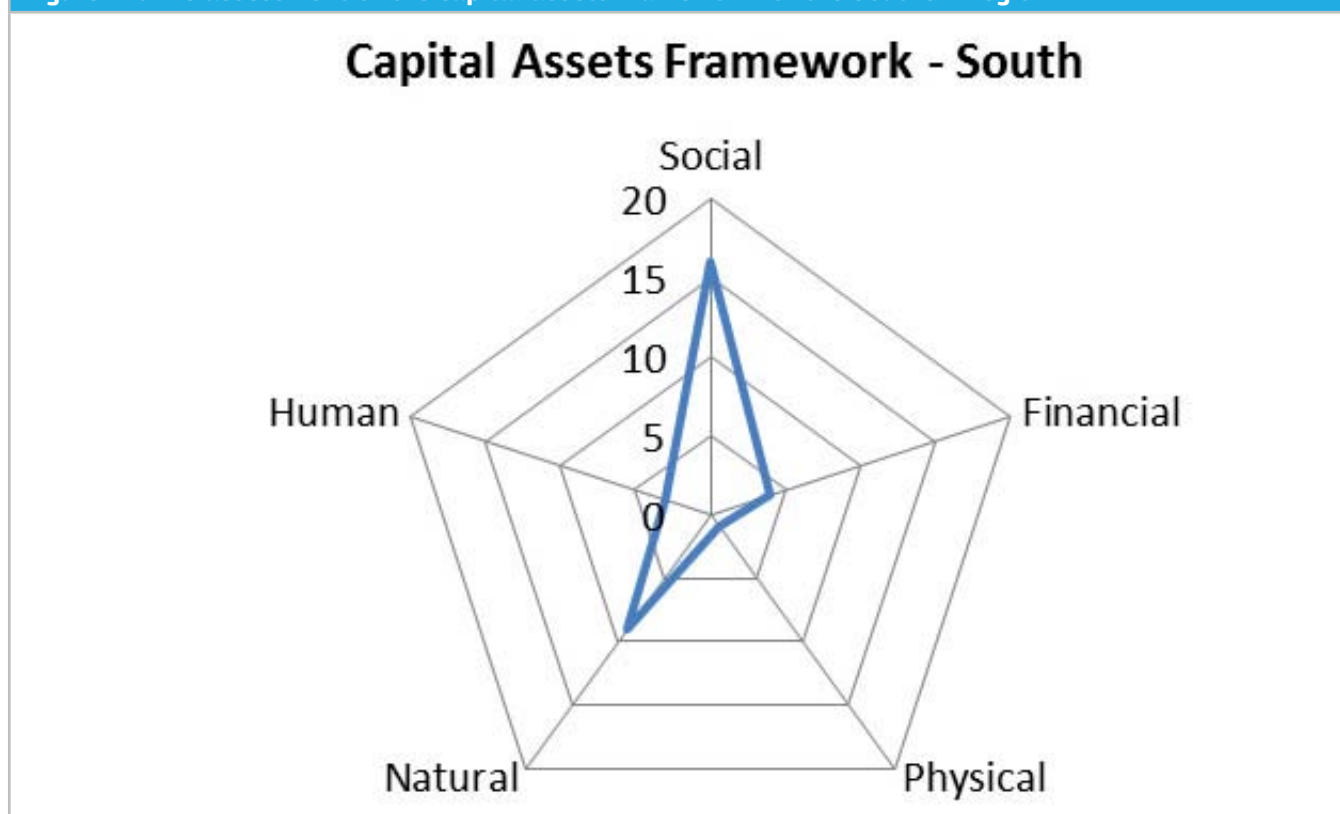 Capital Assets Framework - South
Social
20
15
10
5
0
Human
Financial
Natural
Physical